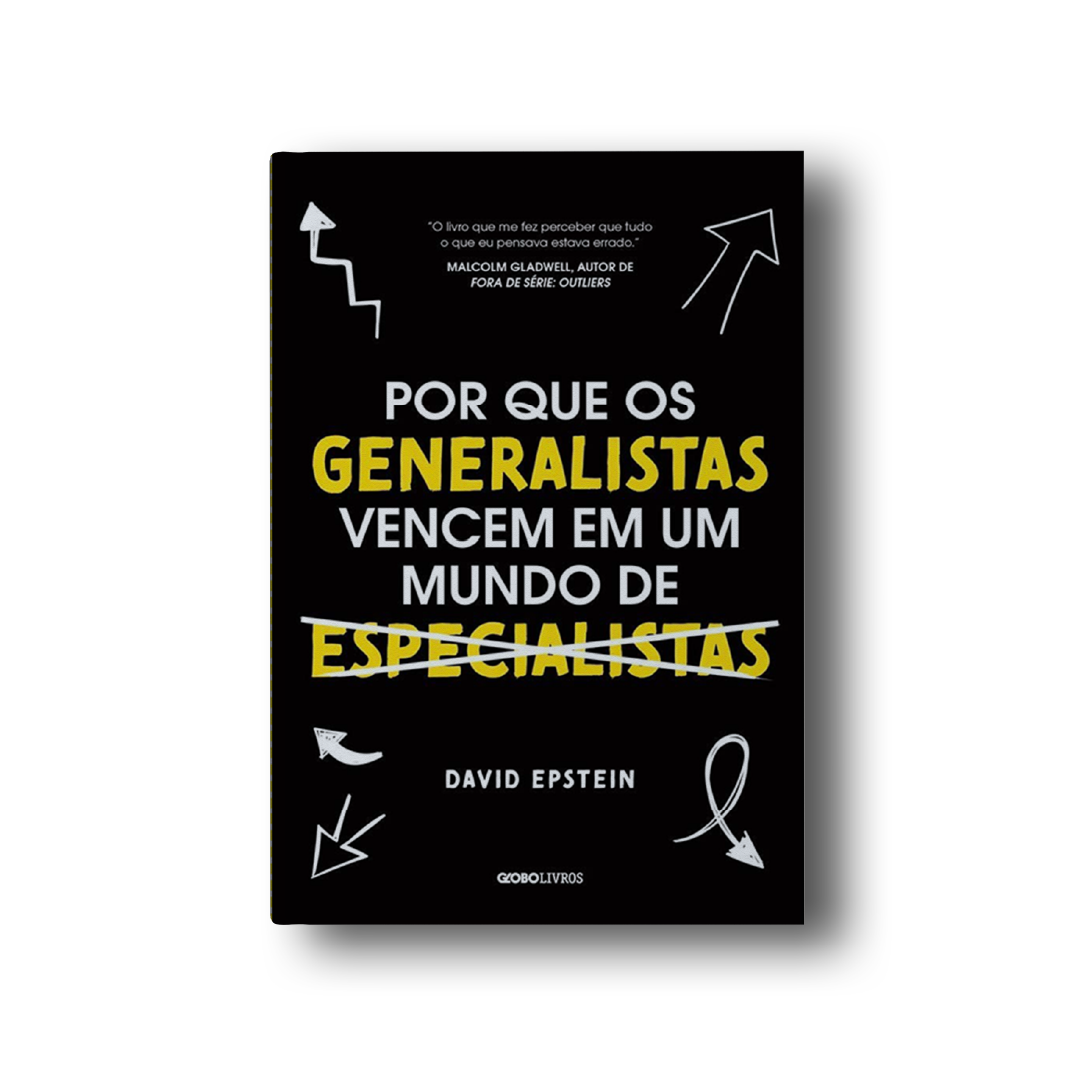 “O livro que me fez perceber que tudo
o que eu pensava estava errado.”
MALCOLM GLADWELL, AUTOR DE
FORA DE SÉRIE: OUTLIERS
POR QUE OS
GENERALISTAS
VENCEM EM UM
MUNDO DE
ESPECIALISTAS
DAVID EPSTEIN
GLOBOLIVROS